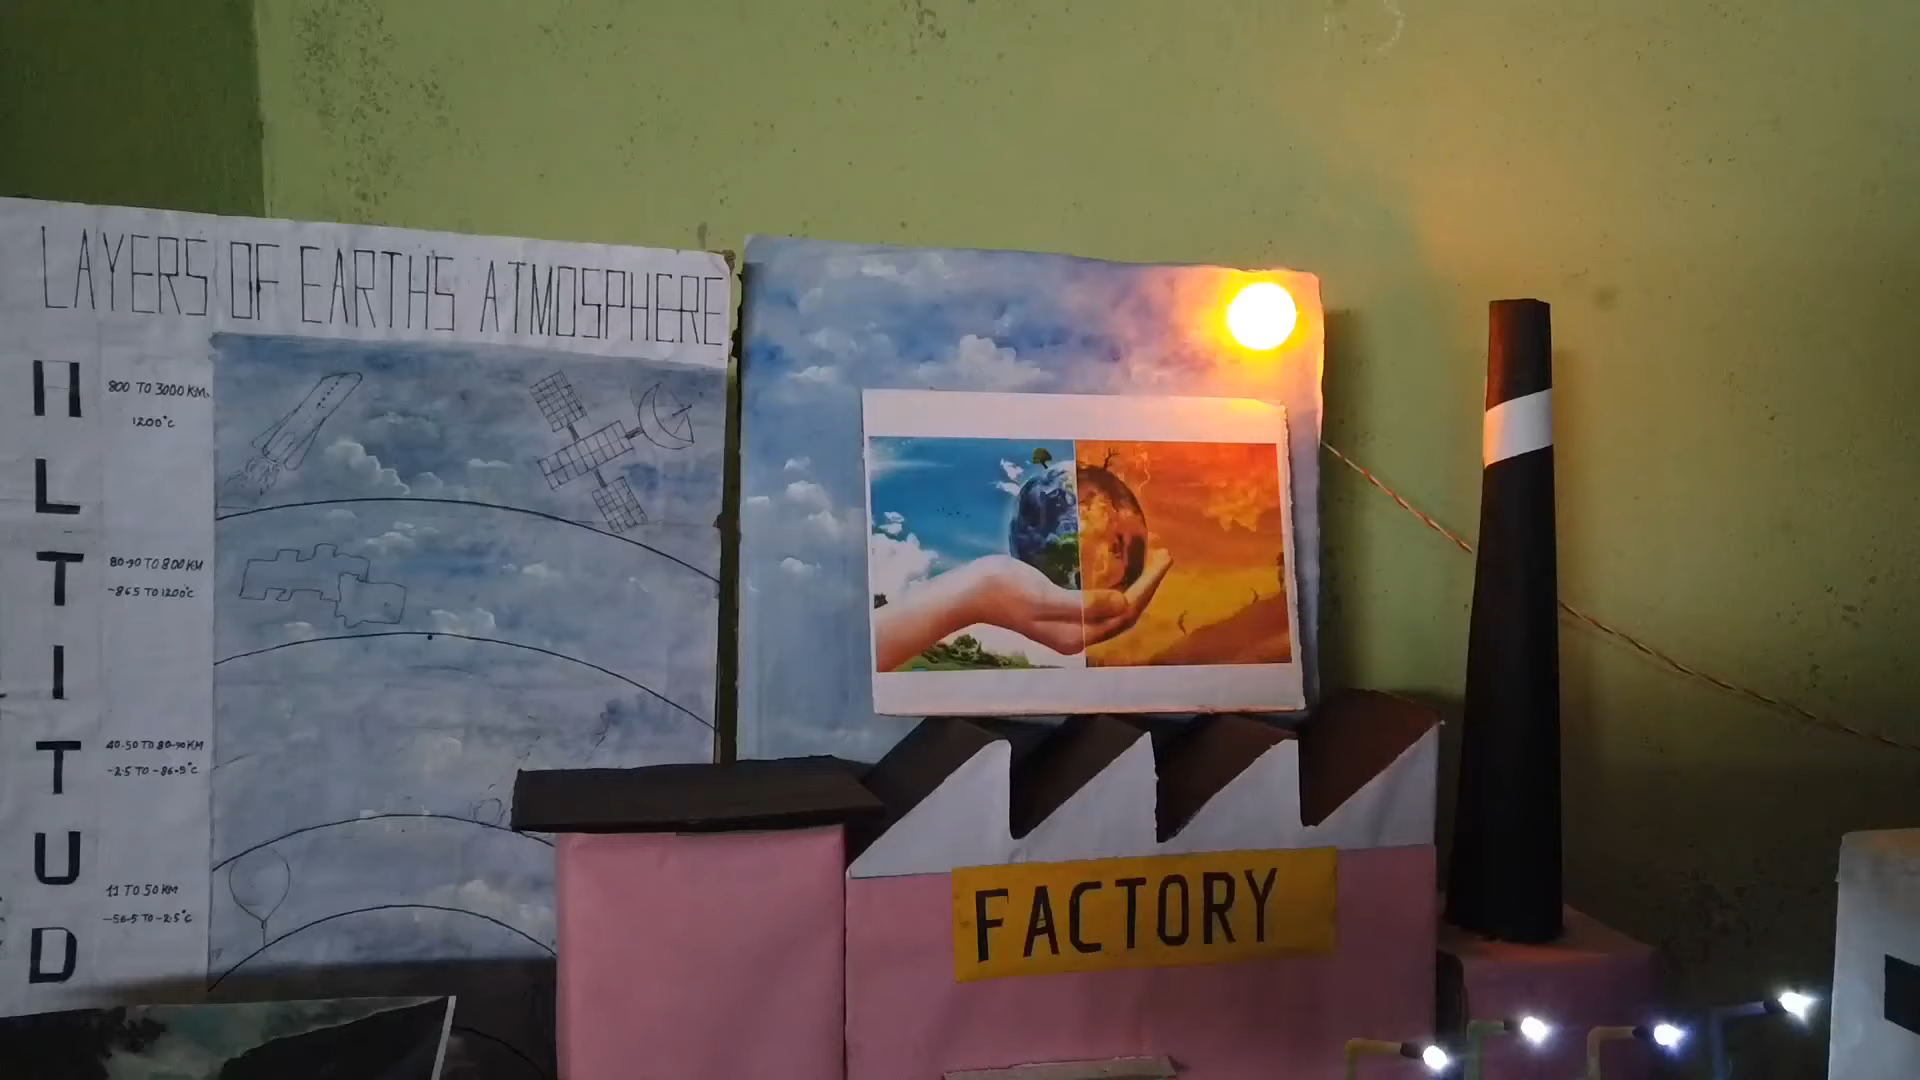 LAYERS OF EARTH'S ATMOSPHERE
ALTITUD
800 TO 3000 KM
1200°C
80-90 TO 800 KM
-86.5 TO 1200°C
40-50 TO 80-90 KM
-2.5 TO -86.5°C
11 TO 50 KM
-56.5 TO -2.5°C
FACTORY